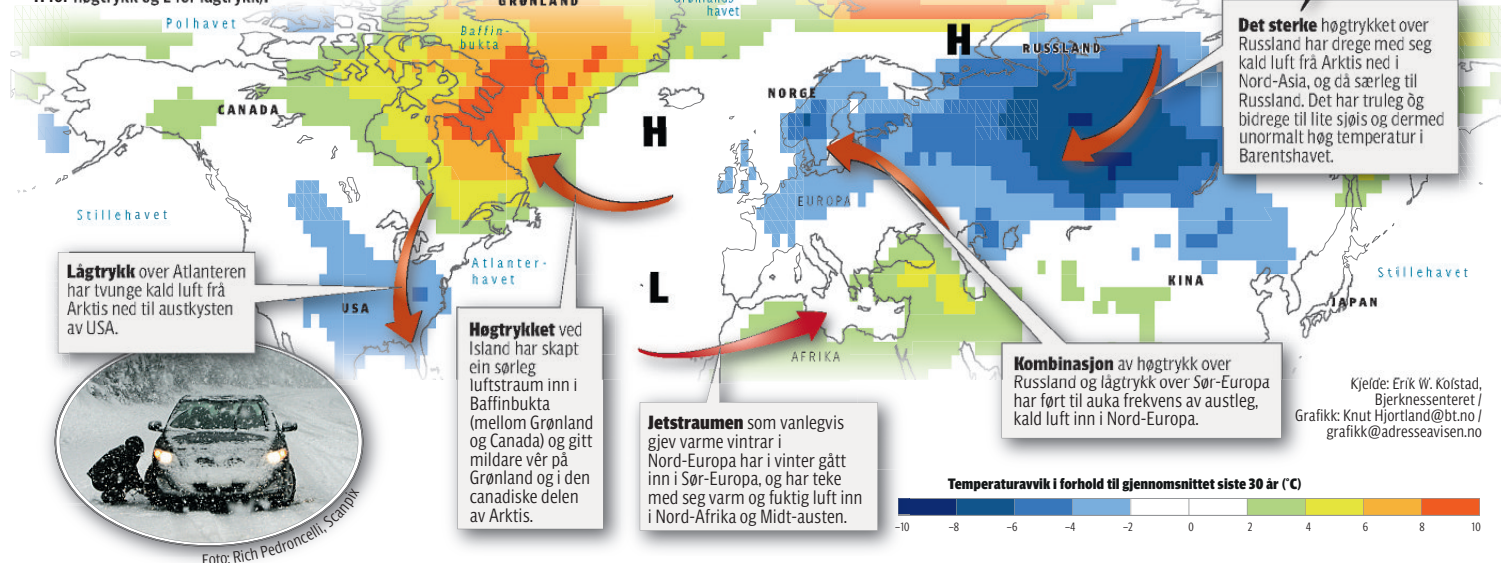 GRØNLAND
Grønlands-
havet
Polhavet
Baffin-
bukta
CANADA
H
H
NORGE
RUSSLAND
EUROPA
Stillehavet
Atlanter-
havet
USA
L
AFRIKA
KINA
JAPAN
Stillehavet
Det sterke høgtrykket over
Russland har drege med seg
kald luft frå Arktis ned i
Nord-Asia, og då særleg til
Russland. Det har truleg òg
bidrege til lite sjøis og dermed
unormalt høg temperatur i
Barentshavet.
Lågtrykk over Atlanteren
har tvunge kald luft frå
Arktis ned til austkysten
av USA.
Høgtrykket ved
Island har skapt
ein sørleg
luftstraum inn i
Baffinbukta
(mellom Grønland
og Canada) og gitt
mildare vêr på
Grønland og i den
canadiske delen
av Arktis.
Jetstraumen som vanlegvis
gjev varme vintrar i
Nord-Europa har i vinter gått
inn i Sør-Europa, og har teke
med seg varm og fuktig luft inn
i Nord-Afrika og Midt-austen.
Kombinasjon av høgtrykk over
Russland og lågtrykk over Sør-Europa
har ført til auka frekvens av austleg,
kald luft inn i Nord-Europa.
Kjelde: Erik W. Kolstad,
Bjerknessenteret /
Grafikk: Knut Hjortland@bt.no /
grafikk@adresseavisen.no
Foto: Rich Pedroncelli, Scanpix
Temperaturavvik i forhold til gjennomsnittet siste 30 år (°C)
-10 -8 -6 -4 -2 0 2 4 6 8 10